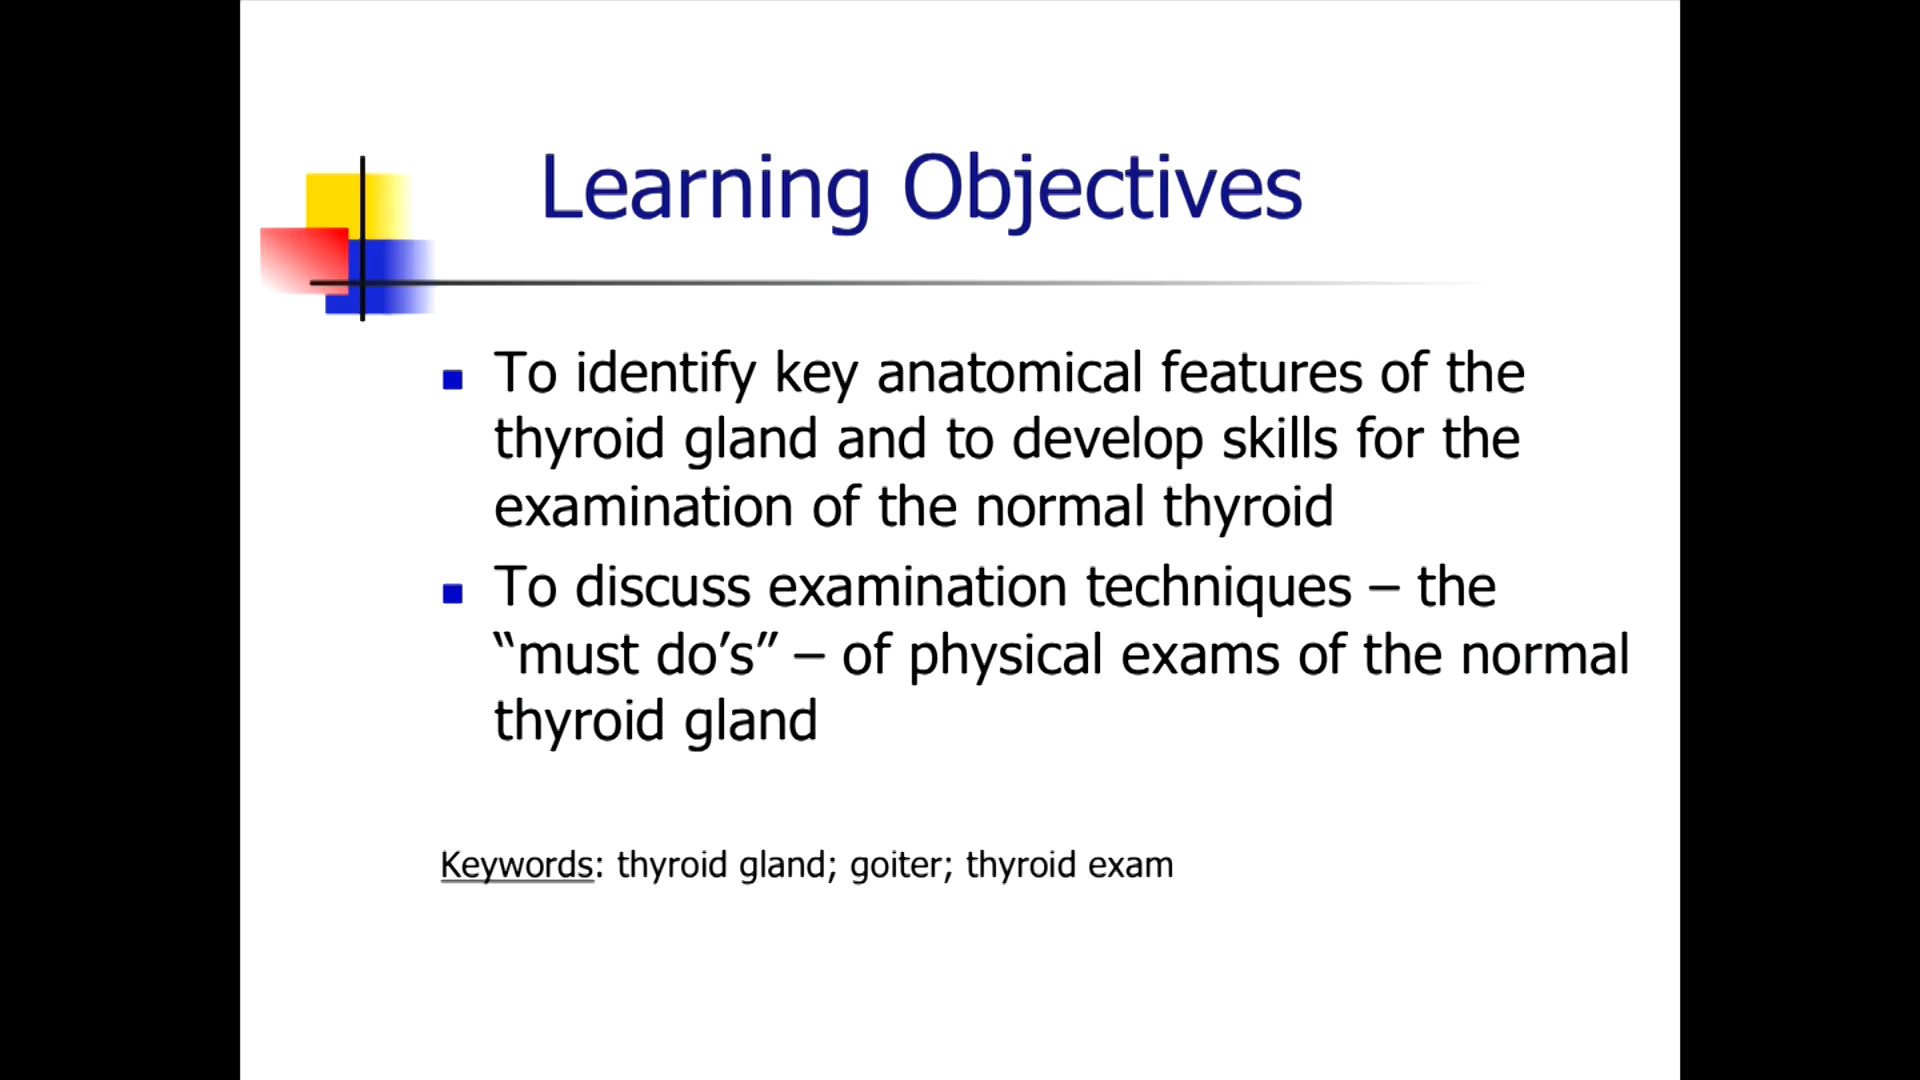 Learning Objectives
To identify key anatomical features of the
thyroid gland and to develop skills for the
examination of the normal thyroid
To discuss examination techniques – the
“must do’s” – of physical exams of the normal
thyroid gland
Keywords: thyroid gland; goiter; thyroid exam